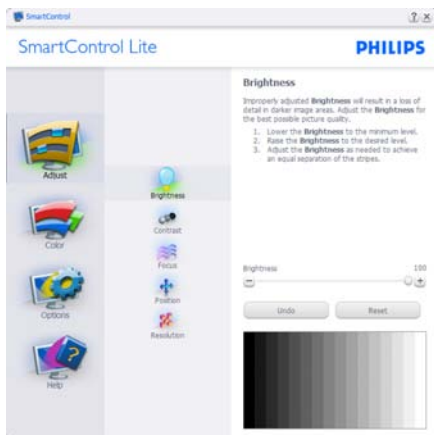 SmartControl
SmartControl Lite
PHILIPS
Adjust
Color
Options
Help
Brightness
Contrast
Focus
Position
Resolution
Brightness
Improperly adjusted Brightness will result in a loss of
detail in darker image areas. Adjust the Brightness for
the best possible picture quality.
1. Lower the Brightness to the minimum level.
2. Raise the Brightness to the desired level.
3. Adjust the Brightness as needed to achieve
an equal separation of the stripes.
Brightness 100
Undo Reset